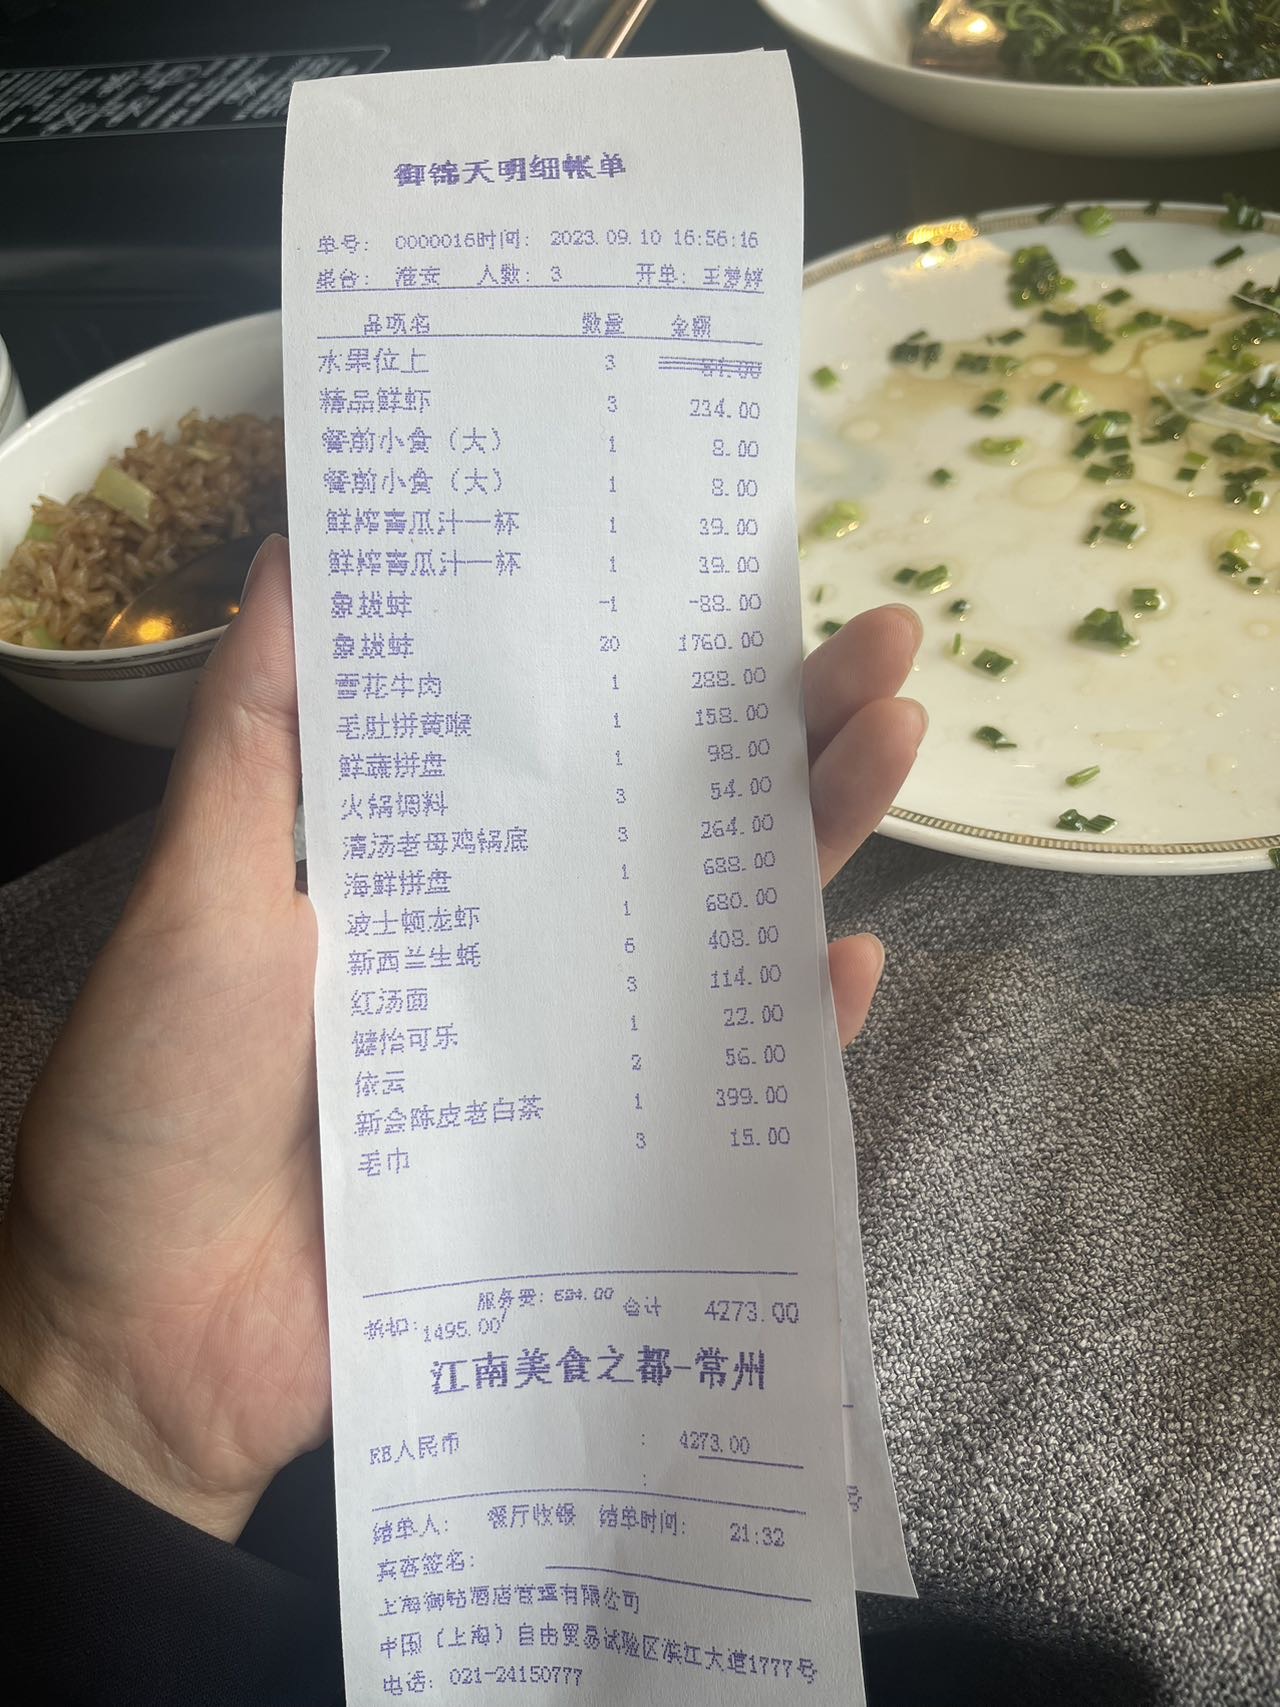 御锦天明细帐单
单号: 0000016时间: 2023.09.10 16:56:16
桌台: 淮安 人数: 3 开单: 王梦婷
品项名 数量 金额
水果位上 3
精品鲜虾 3 234.00
餐前小食（大） 1 8.00
餐前小食（大） 1 8.00
鲜榨青瓜汁一杯 1 39.00
鲜榨青瓜汁一杯 1 39.00
象拔蚌 -1 -88.00
象拔蚌 20 1760.00
雪花牛肉 1 288.00
毛肚拼黄喉 1 158.00
鲜蔬拼盘 1 98.00
火锅调料 3 54.00
清汤老母鸡锅底 3 264.00
海鲜拼盘 1 688.00
波士顿龙虾 1 680.00
新西兰生蚝 6 408.00
红汤面 3 114.00
健怡可乐 1 22.00
依云 2 56.00
新会陈皮老白茶 1 399.00
毛巾 3 15.00
服务费: 合计 4273.00
折扣: 1495.00
江南美食之都-常州
RB人民币 : 4273.00
:
结单人: 餐厅收银 结单时间: 21:32
宾客签名:
上海御锦酒店管理有限公司
中国（上海）自由贸易试验区滨江大道1777号
电话: 021-24150777
号